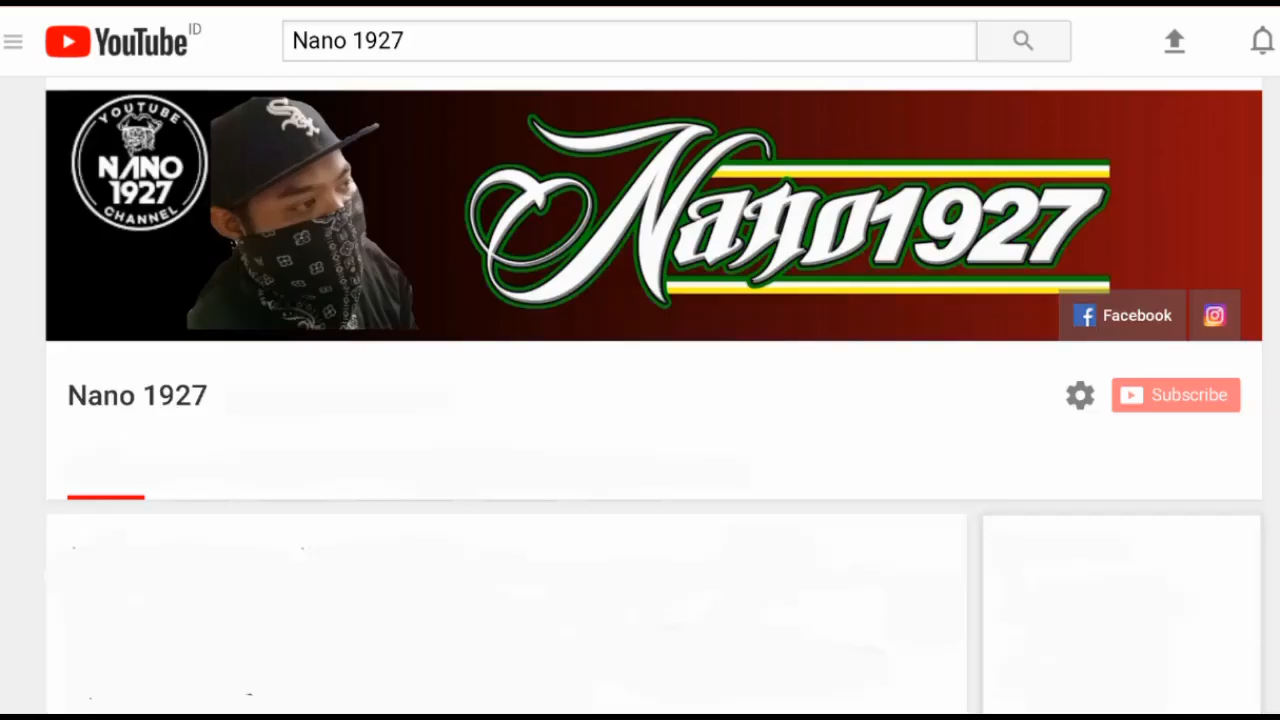 YouTube ID
Nano 1927
YOUTUBE
NANO
1927
CHANNEL
Nano1927
Facebook
Nano 1927
Subscribe